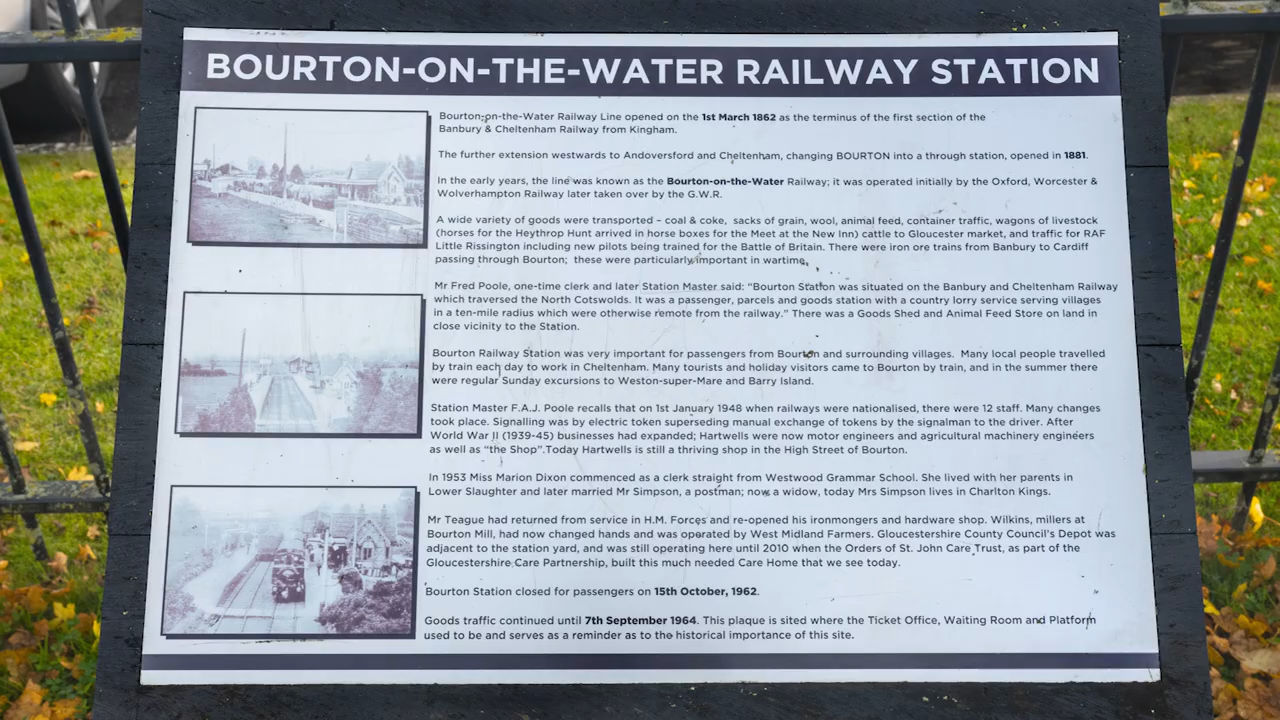 BOURTON-ON-THE-WATER RAILWAY STATION
Bourton-on-the-Water Railway Line opened on the 1st March 1862 as the terminus of the first section of the
Banbury & Cheltenham Railway from Kingham.
The further extension westwards to Andoversford and Cheltenham, changing BOURTON into a through station, opened in 1881.
In the early years, the line was known as the Bourton-on-the-Water Railway; it was operated initially by the Oxford, Worcester &
Wolverhampton Railway later taken over by the G.W.R.
A wide variety of goods were transported – coal & coke, sacks of grain, wool, animal feed, container traffic, wagons of livestock
(horses for the Heythrop Hunt arrived in horse boxes for the Meet at the New Inn) cattle to Gloucester market, and traffic for RAF
Little Rissington including new pilots being trained for the Battle of Britain. There were iron ore trains from Banbury to Cardiff
passing through Bourton; these were particularly important in wartime.
Mr Fred Poole, one-time clerk and later Station Master said: “Bourton Station was situated on the Banbury and Cheltenham Railway
which traversed the North Cotswolds. It was a passenger, parcels and goods station with a country lorry service serving villages
in a ten-mile radius which were otherwise remote from the railway.” There was a Goods Shed and Animal Feed Store on land in
close vicinity to the Station.
Bourton Railway Station was very important for passengers from Bourton and surrounding villages. Many local people travelled
by train each day to work in Cheltenham. Many tourists and holiday visitors came to Bourton by train, and in the summer there
were regular Sunday excursions to Weston-super-Mare and Barry Island.
Station Master F.A.J. Poole recalls that on 1st January 1948 when railways were nationalised, there were 12 staff. Many changes
took place. Signalling was by electric token superseding manual exchange of tokens by the signalman to the driver. After
World War II (1939-45) businesses had expanded; Hartwells were now motor engineers and agricultural machinery engineers
as well as “the Shop”.Today Hartwells is still a thriving shop in the High Street of Bourton.
In 1953 Miss Marion Dixon commenced as a clerk straight from Westwood Grammar School. She lived with her parents in
Lower Slaughter and later married Mr Simpson, a postman; now a widow, today Mrs Simpson lives in Charlton Kings.
Mr Teague had returned from service in H.M. Forces and re-opened his ironmongers and hardware shop. Wilkins, millers at
Bourton Mill, had now changed hands and was operated by West Midland Farmers. Gloucestershire County Council’s Depot was
adjacent to the station yard, and was still operating here until 2010 when the Orders of St. John Care Trust, as part of the
Gloucestershire Care Partnership, built this much needed Care Home that we see today.
Bourton Station closed for passengers on 15th October, 1962.
Goods traffic continued until 7th September 1964. This plaque is sited where the Ticket Office, Waiting Room and Platform
used to be and serves as a reminder as to the historical importance of this site.